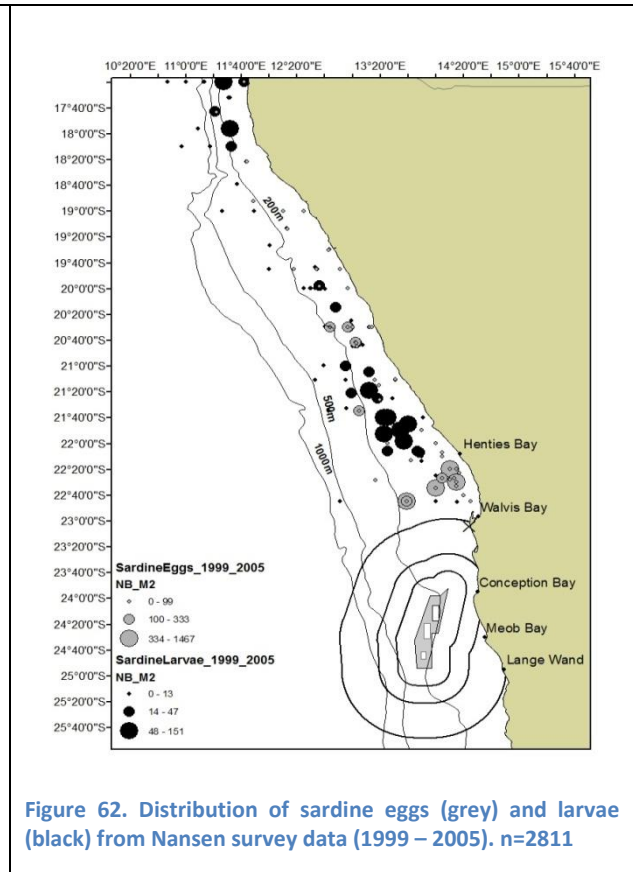 10°20'0"E 11°0'0"E 11°40'0"E 12°20'0"E 13°20'0"E 14°20'0"E 15°0'0"E 15°40'0"E
17°40'0"S
18°0'0"S
18°20'0"S
18°40'0"S
19°0'0"S
200m
19°20'0"S
19°40'0"S
20°0'0"S
20°20'0"S
20°40'0"S
21°0'0"S
21°20'0"S
500m
21°40'0"S
22°0'0"S
Henties Bay
1000m
22°20'0"S
22°40'0"S
Walvis Bay
23°0'0"S
23°20'0"S
23°40'0"S
Conception Bay
24°0'0"S
24°20'0"S
Meob Bay
24°40'0"S
Lange Wand
25°0'0"S
25°20'0"S
25°40'0"S
SardineEggs_1999_2005
NB_M2
0 - 99
100 - 333
334 - 1467
SardineLarvae_1999_2005
NB_M2
0 - 13
14 - 47
48 - 151
Figure 62. Distribution of sardine eggs (grey) and larvae
(black) from Nansen survey data (1999 – 2005). n=2811